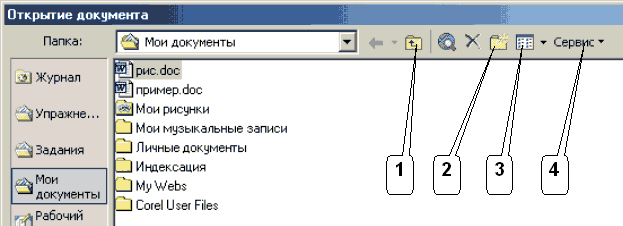 Открытие документа
Папка: Мои документы Сервис
Журнал
Упражне...
Задания
Мои документы
Рабочий
рис.doc
пример.doc
Мои рисунки
Мои музыкальные записи
Личные документы
Индексация
My Webs
Corel User Files
1 2 3 4